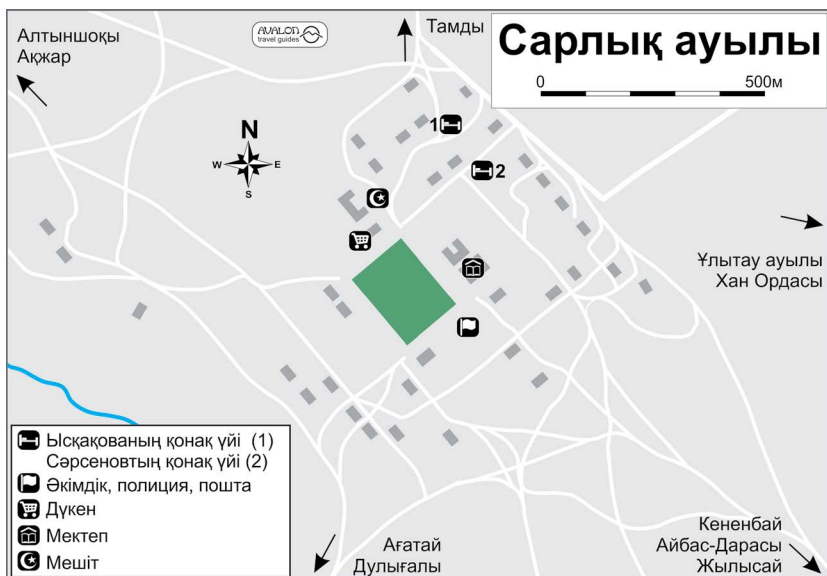 Алтыншоқы
Ақжар
AVALON
travel guides
Тамды
Сарлық ауылы
0 500м
N
W E
S
1
2
Ұлытау ауылы
Хан Ордасы
Ысқақованың қонақ үйі (1)
Сәрсеновтың қонақ үйі (2)
Әкімдік, полиция, пошта
Дүкен
Мектеп
Мешіт
Ағатай
Дулығалы
Кененбай
Айбас-Дарасы
Жылысай